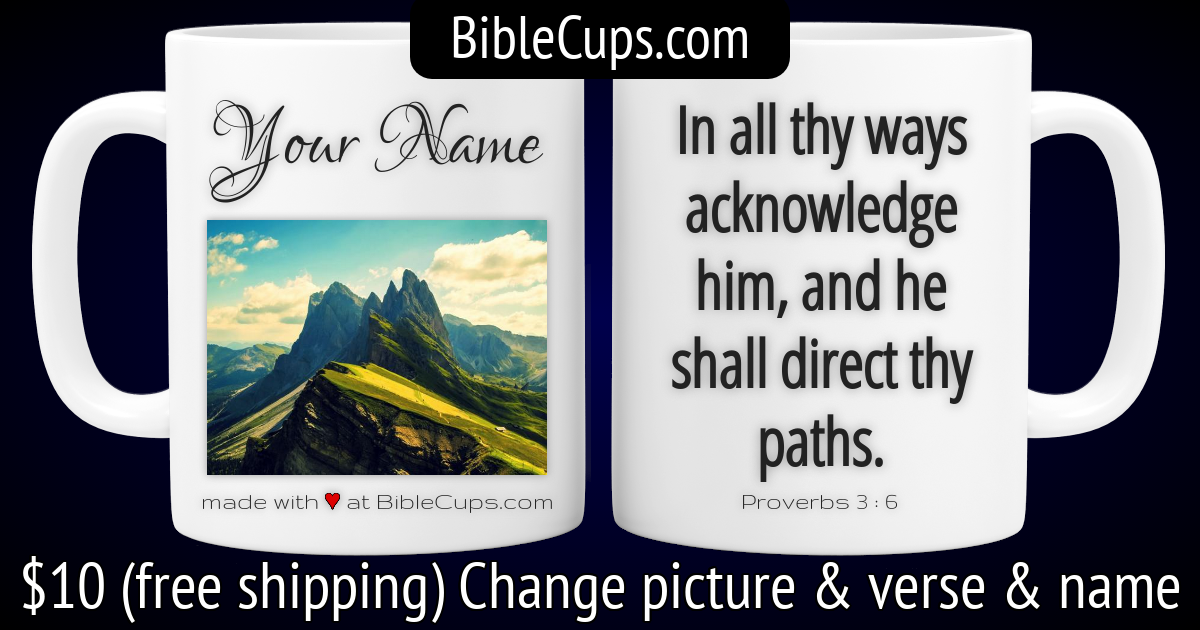 BibleCups.com
Your Name
made with ♥ at BibleCups.com
In all thy ways
acknowledge
him, and he
shall direct thy
paths.
Proverbs 3 : 6
$10 (free shipping) Change picture & verse & name